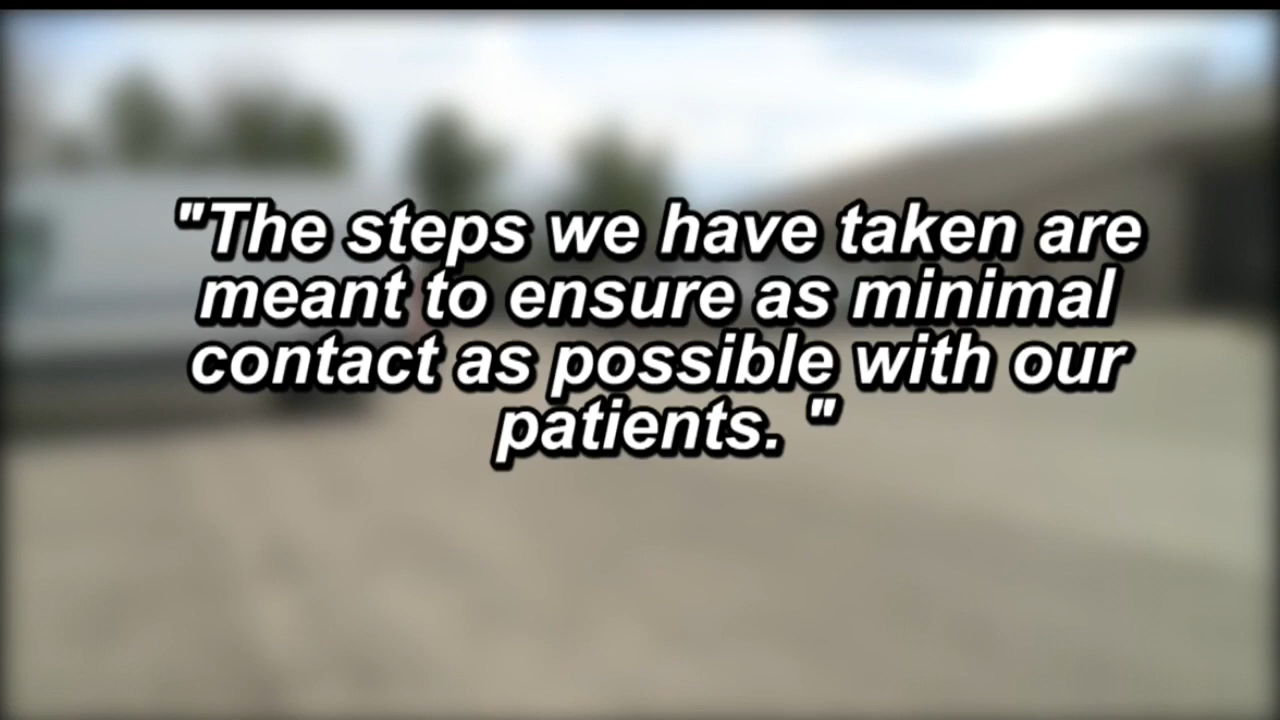 "The steps we have taken are
meant to ensure as minimal
contact as possible with our
patients. "